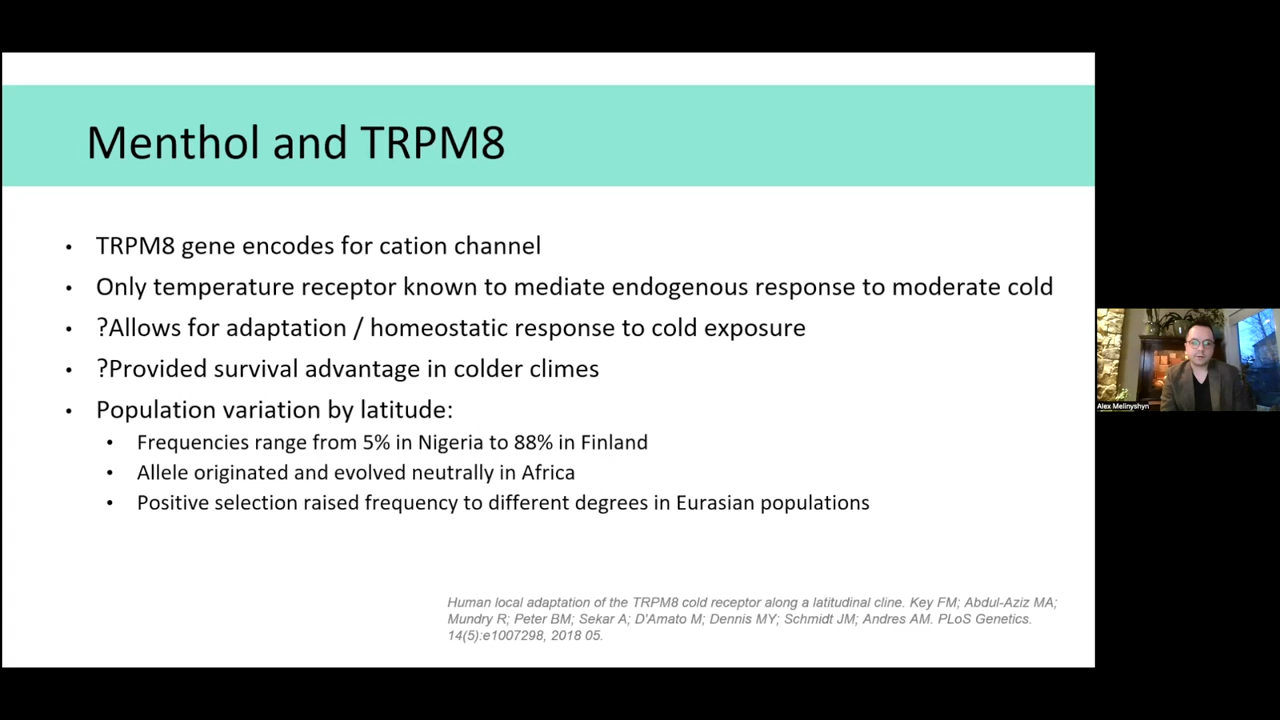 Menthol and TRPM8
• TRPM8 gene encodes for cation channel
• Only temperature receptor known to mediate endogenous response to moderate cold
• ?Allows for adaptation / homeostatic response to cold exposure
• ?Provided survival advantage in colder climes
• Population variation by latitude:
• Frequencies range from 5% in Nigeria to 88% in Finland
• Allele originated and evolved neutrally in Africa
• Positive selection raised frequency to different degrees in Eurasian populations
Human local adaptation of the TRPM8 cold receptor along a latitudinal cline. Key FM; Abdul-Aziz MA;
Mundry R; Peter BM; Sekar A; D'Amato M; Dennis MY; Schmidt JM; Andres AM. PLoS Genetics.
14(5):e1007298, 2018 05.
Alex Melinyshyn